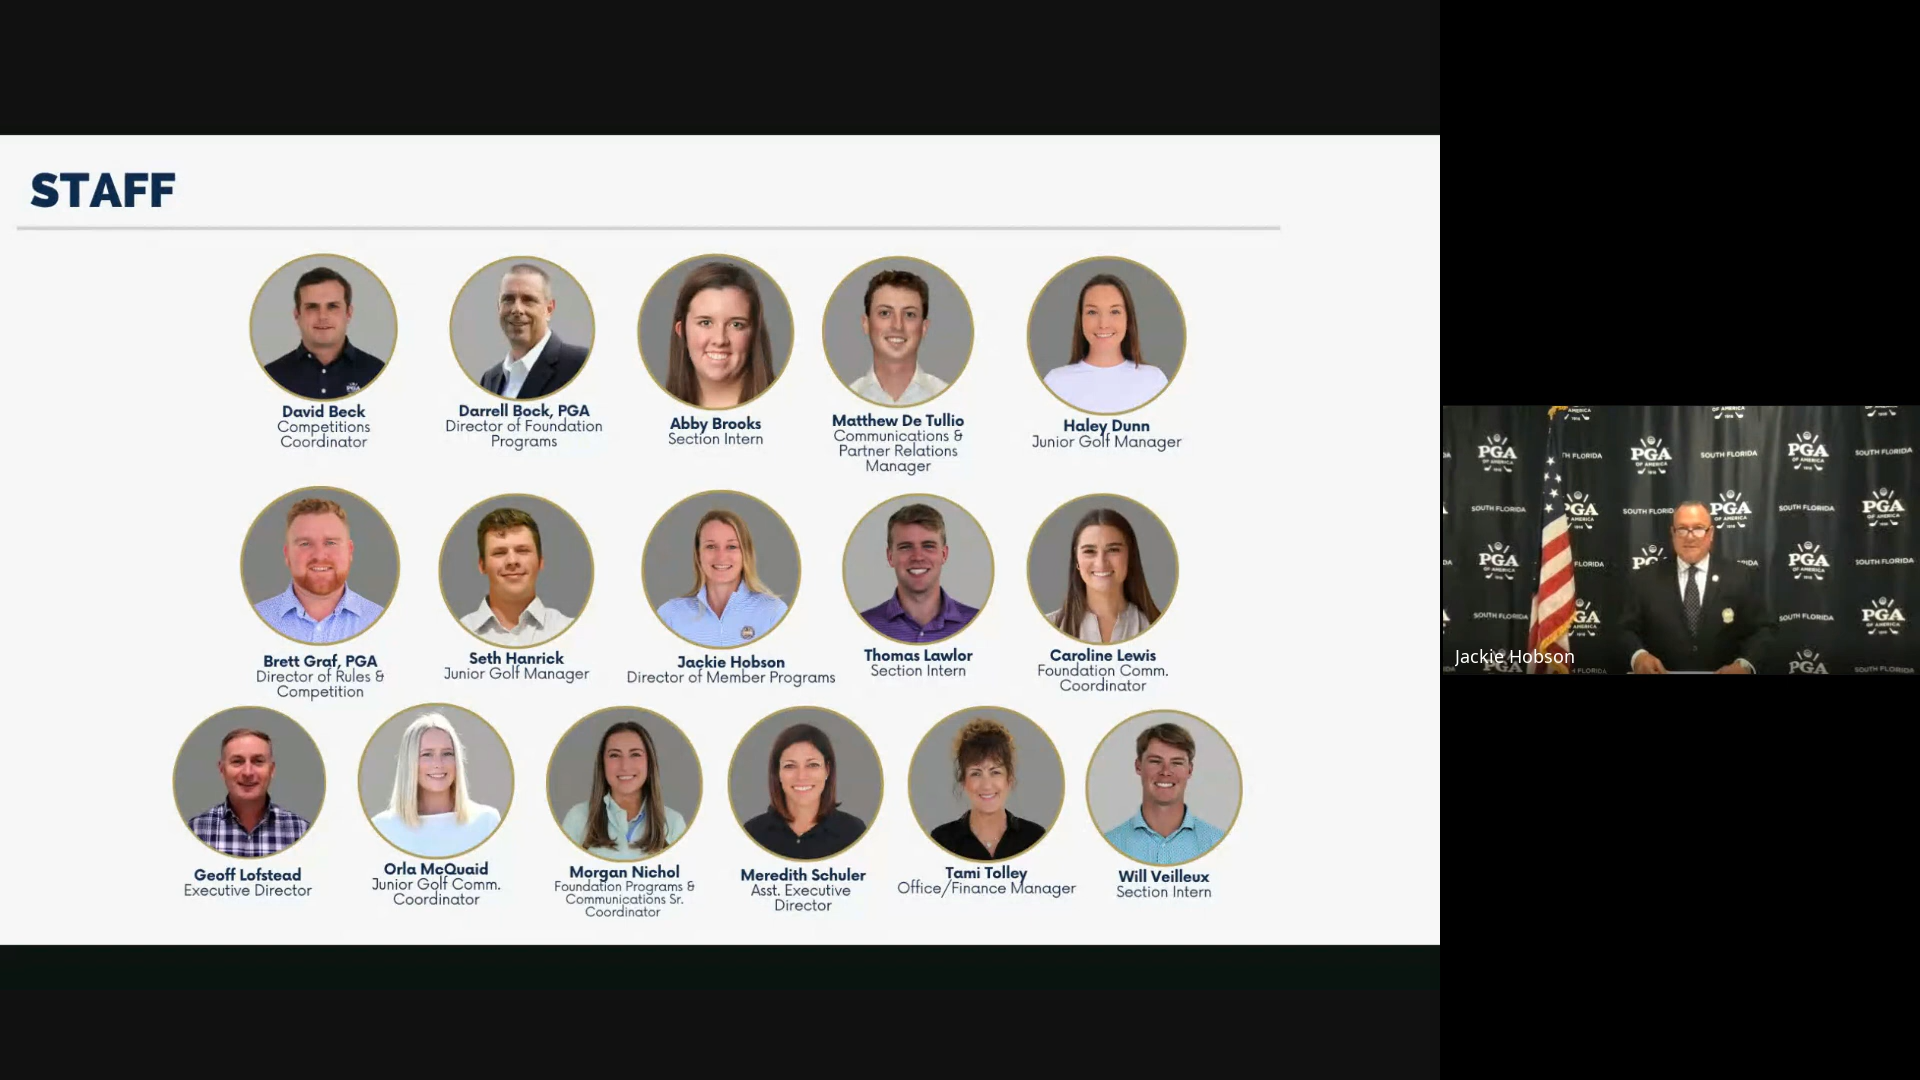 STAFF
David Beck
Competitions
Coordinator
Darrell Bock, PGA
Director of Foundation
Programs
Abby Brooks
Section Intern
Matthew De Tullio
Communications &
Partner Relations
Manager
Haley Dunn
Junior Golf Manager
Brett Graf, PGA
Director of Rules &
Competition
Seth Hanrick
Junior Golf Manager
Jackie Hobson
Director of Member Programs
Thomas Lawlor
Section Intern
Caroline Lewis
Foundation Comm.
Coordinator
Geoff Lofstead
Executive Director
Orla McQuaid
Junior Golf Comm.
Coordinator
Morgan Nichol
Foundation Programs &
Communications Sr.
Coordinator
Meredith Schuler
Asst. Executive
Director
Tami Tolley
Office/Finance Manager
Will Veilleux
Section Intern
PGA
OF AMERICA
SOUTH FLORIDA
Jackie Hobson